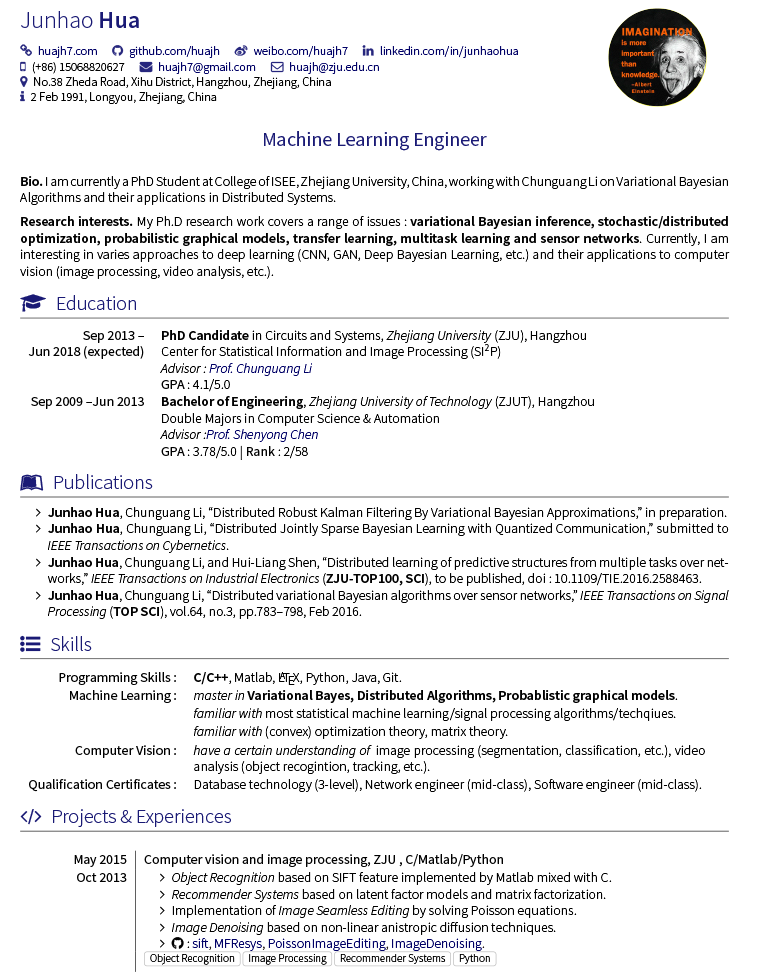 Junhao Hua
huajh7.com github.com/huajh weibo.com/huajh7 linkedin.com/in/junhaohua
(+86) 15068820627 huajh7@gmail.com huajh@zju.edu.cn
No.38 Zheda Road, Xihu District, Hangzhou, Zhejiang, China
2 Feb 1991, Longyou, Zhejiang, China
IMAGINATION
is more
important
than
knowledge.
~Albert
Einstein
Machine Learning Engineer
Bio. I am currently a PhD Student at College of ISEE, Zhejiang University, China, working with Chunguang Li on Variational Bayesian
Algorithms and their applications in Distributed Systems.
Research interests. My Ph.D research work covers a range of issues : variational Bayesian inference, stochastic/distributed
optimization, probabilistic graphical models, transfer learning, multitask learning and sensor networks. Currently, I am
interesting in varies approaches to deep learning (CNN, GAN, Deep Bayesian Learning, etc.) and their applications to computer
vision (image processing, video analysis, etc.).
Education
Sep 2013 – PhD Candidate in Circuits and Systems, Zhejiang University (ZJU), Hangzhou
Jun 2018 (expected) Center for Statistical Information and Image Processing (SI²P)
Advisor : Prof. Chunguang Li
GPA : 4.1/5.0
Sep 2009 –Jun 2013 Bachelor of Engineering, Zhejiang University of Technology (ZJUT), Hangzhou
Double Majors in Computer Science & Automation
Advisor :Prof. Shenyong Chen
GPA : 3.78/5.0 | Rank : 2/58
Publications
> Junhao Hua, Chunguang Li, “Distributed Robust Kalman Filtering By Variational Bayesian Approximations,” in preparation.
> Junhao Hua, Chunguang Li, “Distributed Jointly Sparse Bayesian Learning with Quantized Communication,” submitted to
IEEE Transactions on Cybernetics.
> Junhao Hua, Chunguang Li, and Hui-Liang Shen, “Distributed learning of predictive structures from multiple tasks over net-
works,” IEEE Transactions on Industrial Electronics (ZJU-TOP100, SCI), to be published, doi : 10.1109/TIE.2016.2588463.
> Junhao Hua, Chunguang Li, “Distributed variational Bayesian algorithms over sensor networks,” IEEE Transactions on Signal
Processing (TOP SCI), vol.64, no.3, pp.783–798, Feb 2016.
Skills
Programming Skills : C/C++, Matlab, LATEX, Python, Java, Git.
Machine Learning : master in Variational Bayes, Distributed Algorithms, Probablistic graphical models.
familiar with most statistical machine learning/signal processing algorithms/techqiues.
familiar with (convex) optimization theory, matrix theory.
Computer Vision : have a certain understanding of image processing (segmentation, classification, etc.), video
analysis (object recogintion, tracking, etc.).
Qualification Certificates : Database technology (3-level), Network engineer (mid-class), Software engineer (mid-class).
</> Projects & Experiences
May 2015 Computer vision and image processing, ZJU , C/Matlab/Python
Oct 2013 > Object Recognition based on SIFT feature implemented by Matlab mixed with C.
> Recommender Systems based on latent factor models and matrix factorization.
> Implementation of Image Seamless Editing by solving Poisson equations.
> Image Denoising based on non-linear anistropic diffusion techniques.
> : sift, MFResys, PoissonImageEditing, ImageDenoising.
Object Recognition Image Processing Recommender Systems Python